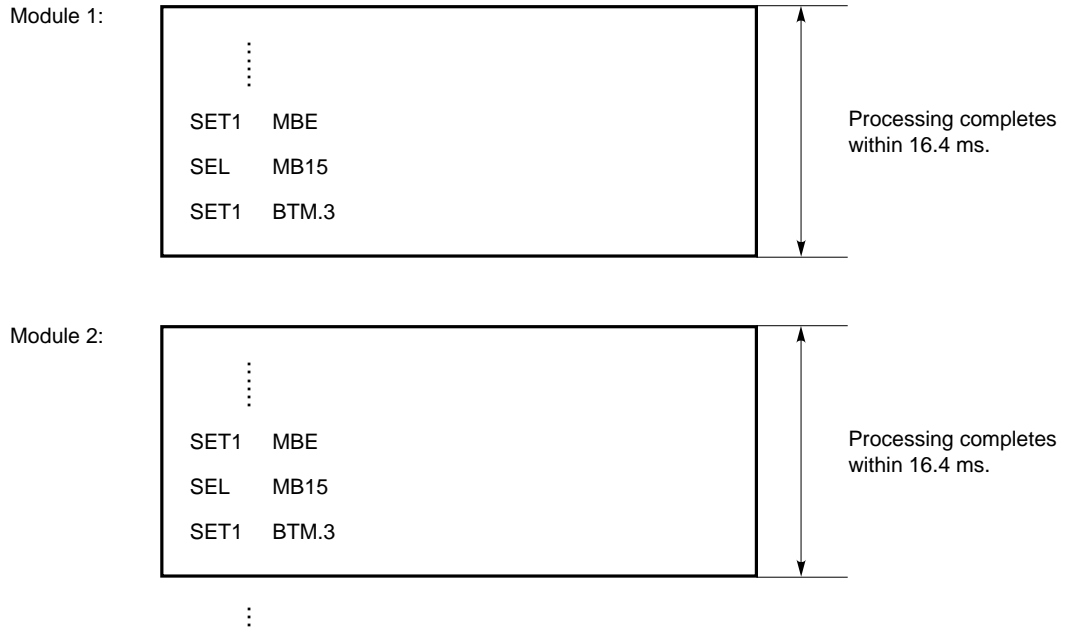 Module 1:
SET1 MBE
SEL MB15
SET1 BTM.3
Processing completes
within 16.4 ms.
Module 2:
SET1 MBE
SEL MB15
SET1 BTM.3
Processing completes
within 16.4 ms.